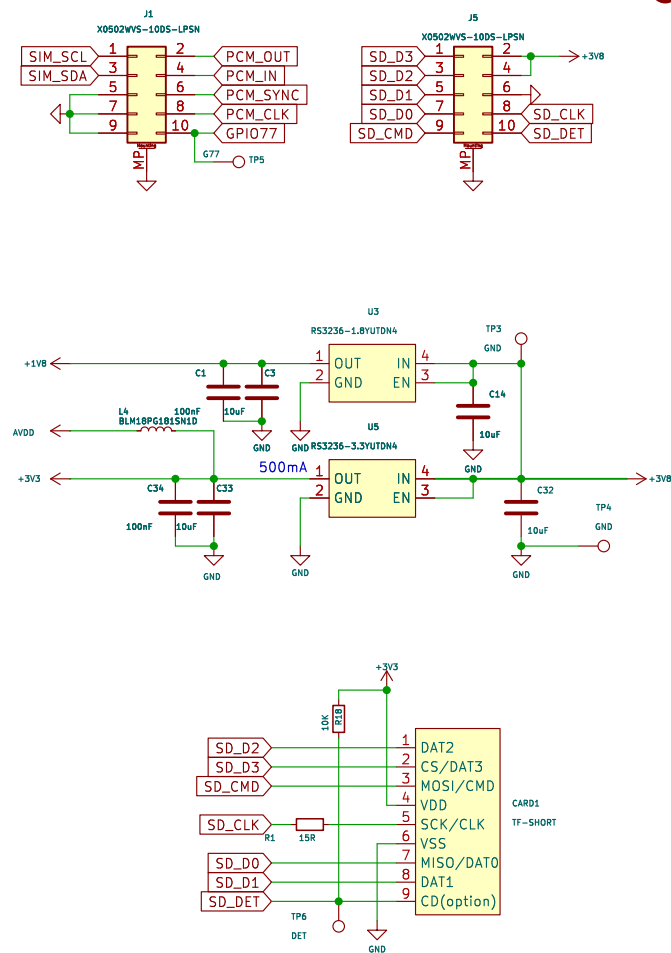 J1
X0502WVS-10DS-LPSN
SIM_SCL 1 2 PCM_OUT
SIM_SDA 3 4 PCM_IN
5 6 PCM_SYNC
7 8 PCM_CLK
9 10 GPIO77
MP
G77 TP5
J5
X0502WVS-10DS-LPSN
SD_D3 1 2 +3V8
SD_D2 3 4
SD_D1 5 6
SD_D0 7 8 SD_CLK
SD_CMD 9 10 SD_DET
MP
U3
RS3236-1.8YUTDN4
TP3
GND
+1V8
1 OUT IN 4
2 GND EN 3
C1 C3
100nF 10uF
GND
GND
C14
10uF
GND
L4
BLM18PG181SN1D
AVDD
U5
RS3236-3.3YUTDN4
500mA
+3V3
1 OUT IN 4
2 GND EN 3
+3V8
C34 C33
100nF 10uF
GND
GND
C32
10uF
GND
TP4
GND
+3V3
10K R18
SD_D2 1 DAT2
SD_D3 2 CS/DAT3
SD_CMD 3 MOSI/CMD
4 VDD
SD_CLK 5 SCK/CLK
R1 15R
6 VSS
SD_D0 7 MISO/DAT0
SD_D1 8 DAT1
SD_DET 9 CD(option)
CARD1
TF-SHORT
TP6
DET
GND